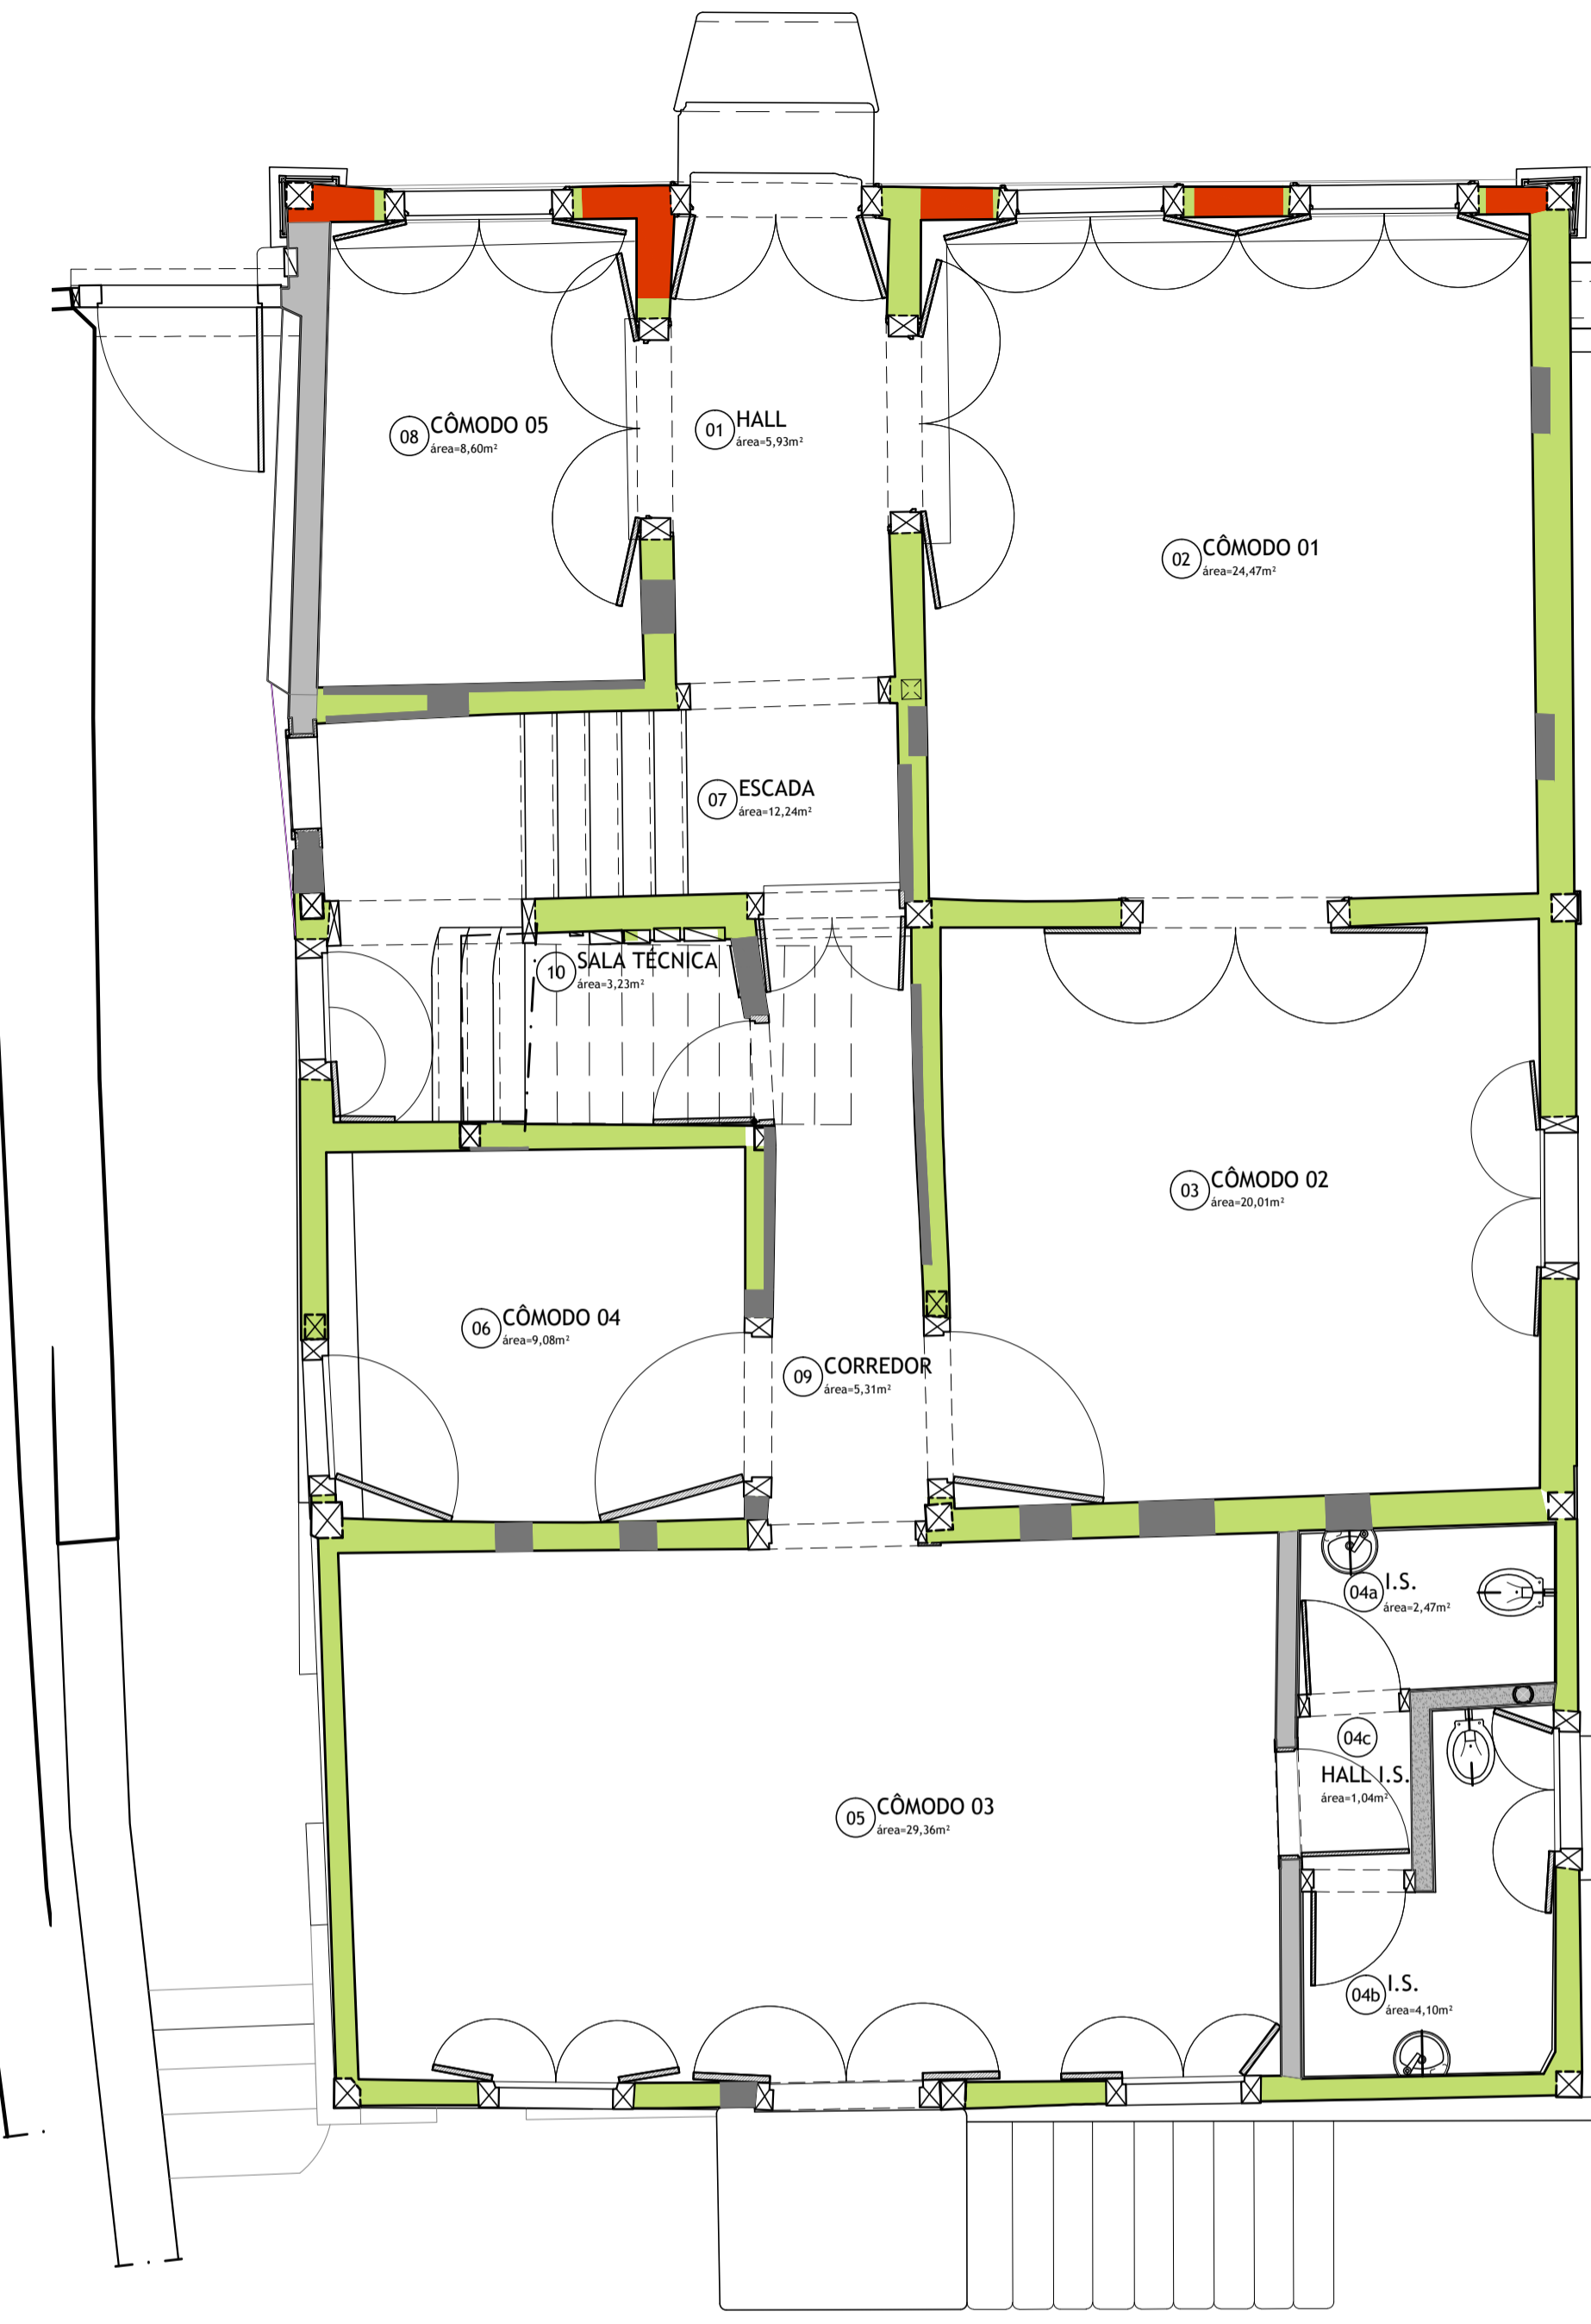 08 CÔMODO 05
área=8,60m²
01 HALL
área=5,93m²
02 CÔMODO 01
área=24,47m²
07 ESCADA
área=12,24m²
10 SALA TÉCNICA
área=3,23m²
03 CÔMODO 02
área=20,01m²
06 CÔMODO 04
área=9,08m²
09 CORREDOR
área=5,31m²
04a I.S.
área=2,47m²
04c
HALL I.S.
área=1,04m²
05 CÔMODO 03
área=29,36m²
04b I.S.
área=4,10m²